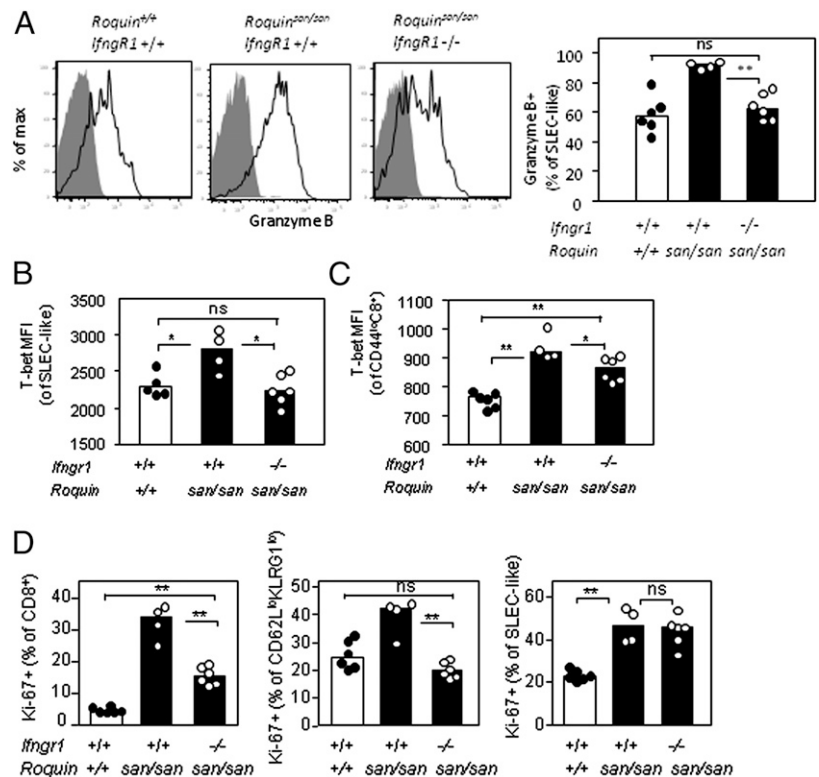 A
Roquin+/+ Roquinsan/san Roquinsan/san
IfngR1+/+ IfngR1+/+ IfngR1-/-
% of max
Granzyme B
Granzyme B+
(% of SLEC-like)
100
80
60
40
20
0
ns
**
Ifngr1 +/+ +/+ -/-
Roquin +/+ san/san san/san
B
T-bet MFI
(of SLEC-like)
3500
3000
2500
2000
1500
ns
* *
Ifngr1 +/+ +/+ -/-
Roquin +/+ san/san san/san
C
T-bet MFI
(of CD44loC8+)
1100
1000
900
800
700
600
**
** *
Ifngr1 +/+ +/+ -/-
Roquin +/+ san/san san/san
D
Ki-67+ (% of CD8+)
40
30
20
10
0
**
**
Ifngr1 +/+ +/+ -/-
Roquin +/+ san/san san/san
Ki-67+ (% of CD62LloKLRG1lo)
50
40
30
20
10
0
ns
**
+/+ +/+ -/-
+/+ san/san san/san
Ki-67+ (% of SLEC-like)
60
40
20
0
** ns
+/+ +/+ -/-
+/+ san/san san/san